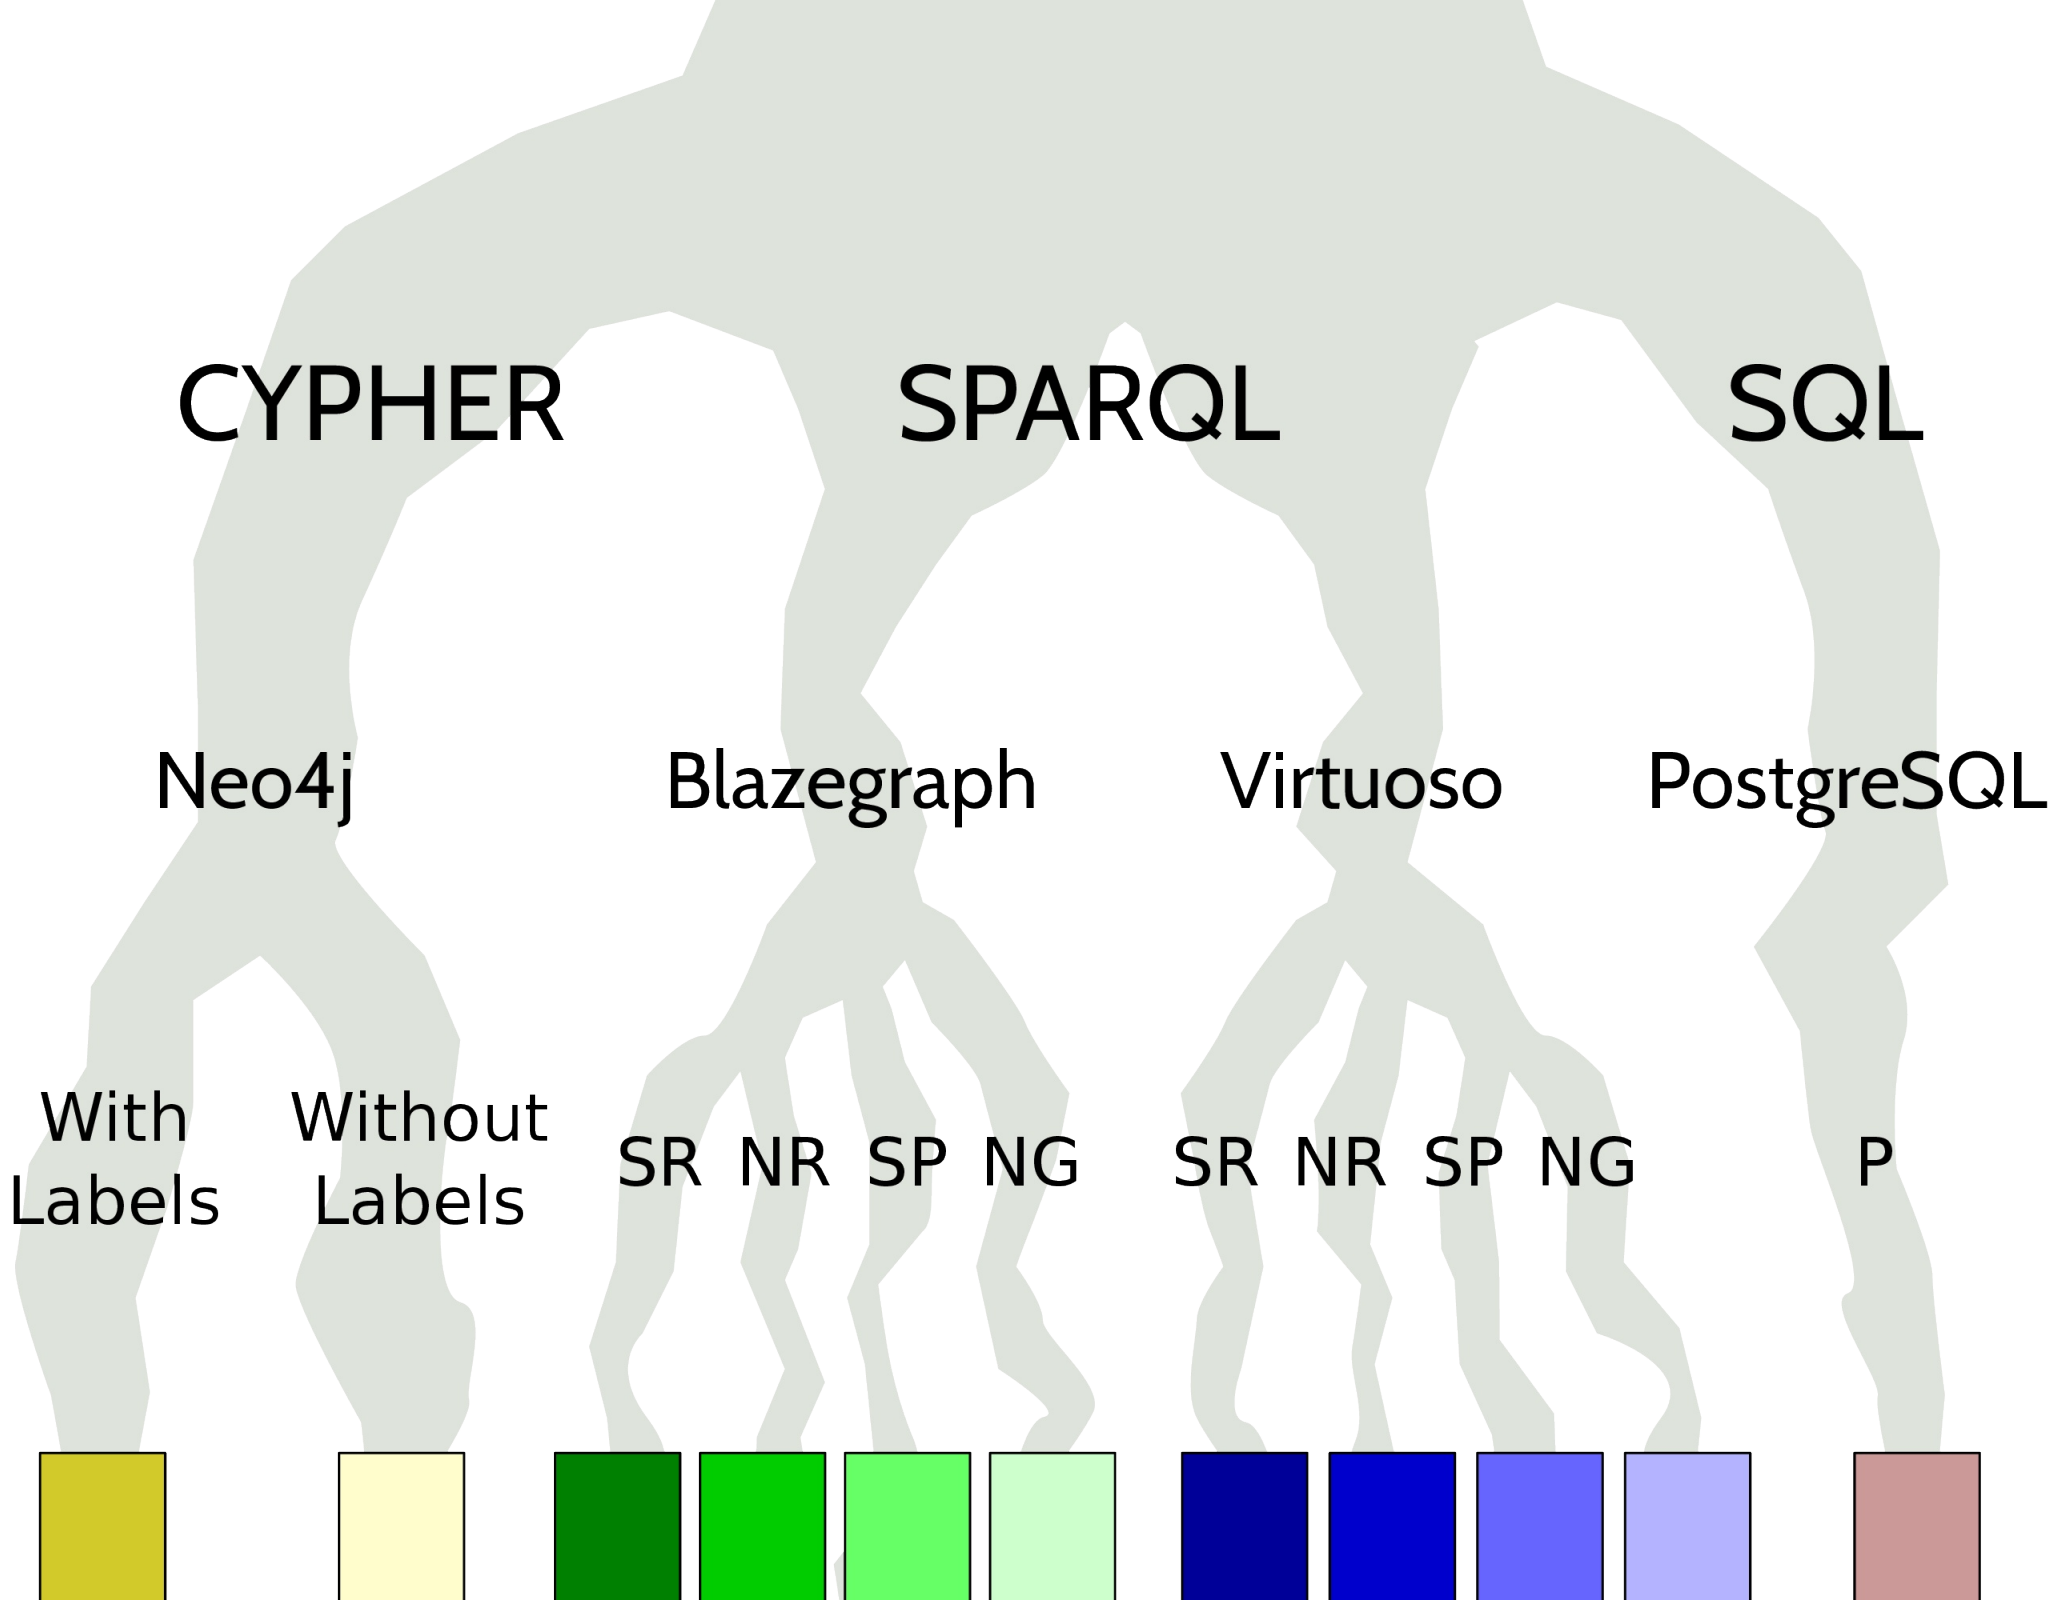 CYPHER SPARQL SQL
Neo4j Blazegraph Virtuoso PostgreSQL
With Labels
Without Labels
SR NR SP NG SR NR SP NG P